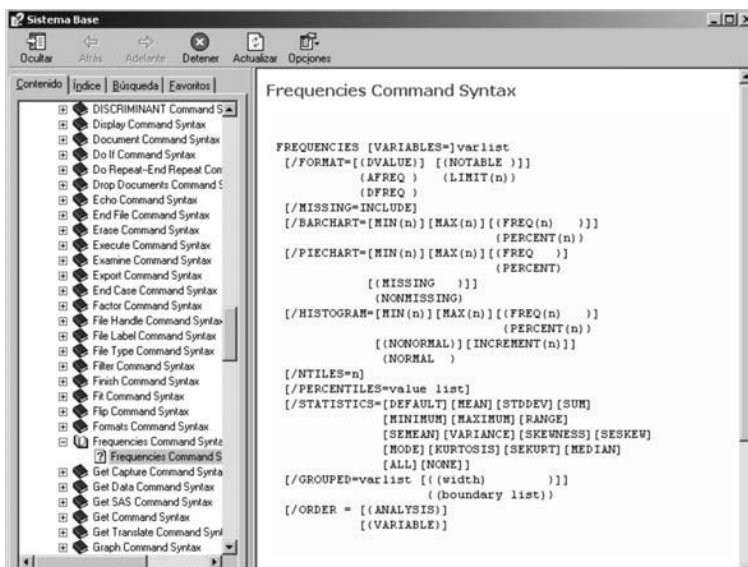 Sistema Base
Ocultar Atrás Adelante Detener Actualizar Opciones
Contenido Índice Búsqueda Favoritos
DISCRIMINANT Command S
Display Command Syntax
Document Command Syntax
Do If Command Syntax
Do Repeat-End Repeat Com
Drop Documents Command S
Echo Command Syntax
End File Command Syntax
Erase Command Syntax
Execute Command Syntax
Examine Command Syntax
Export Command Syntax
End Case Command Syntax
Factor Command Syntax
File Handle Command Syntax
File Label Command Syntax
File Type Command Syntax
Filter Command Syntax
Finish Command Syntax
Fit Command Syntax
Flip Command Syntax
Formats Command Syntax
Frequencies Command Synta
Frequencies Command S
Get Capture Command Synta
Get Data Command Syntax
Get SAS Command Syntax
Get Command Syntax
Get Translate Command Synt
Graph Command Syntax
Frequencies Command Syntax
FREQUENCIES [VARIABLES=]varlist
[/FORMAT=[(DVALUE)] [(NOTABLE )]]
(AFREQ ) (LIMIT(n))
(DFREQ )
[/MISSING=INCLUDE]
[/BARCHART=[MIN(n)][MAX(n)][(FREQ(n) )]]
(PERCENT(n))
[/PIECHART=[MIN(n)][MAX(n)][(FREQ )]
(PERCENT)
[(MISSING )]]
(NONMISSING)
[/HISTOGRAM=[MIN(n)][MAX(n)][(FREQ(n) )]
(PERCENT(n))
[(NONORMAL)][INCREMENT(n)]]
(NORMAL )
[/NTILES=n]
[/PERCENTILES=value list]
[/STATISTICS=[DEFAULT][MEAN][STDDEV][SUM]
[MINIMUM][MAXIMUM][RANGE]
[SEMEAN][VARIANCE][SKEWNESS][SESKEW]
[MODE][KURTOSIS][SEKURT][MEDIAN]
[ALL][NONE]]
[/GROUPED=varlist [((width) )]]
((boundary list))
[/ORDER = [(ANALYSIS)]
[(VARIABLE)]